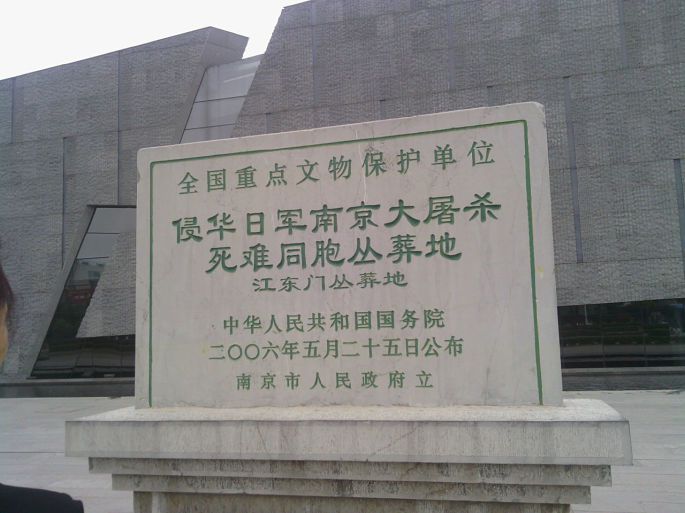 全国重点文物保护单位
侵华日军南京大屠杀
死难同胞丛葬地
江东门丛葬地
中华人民共和国国务院
二〇〇六年五月二十五日公布
南京市人民政府立